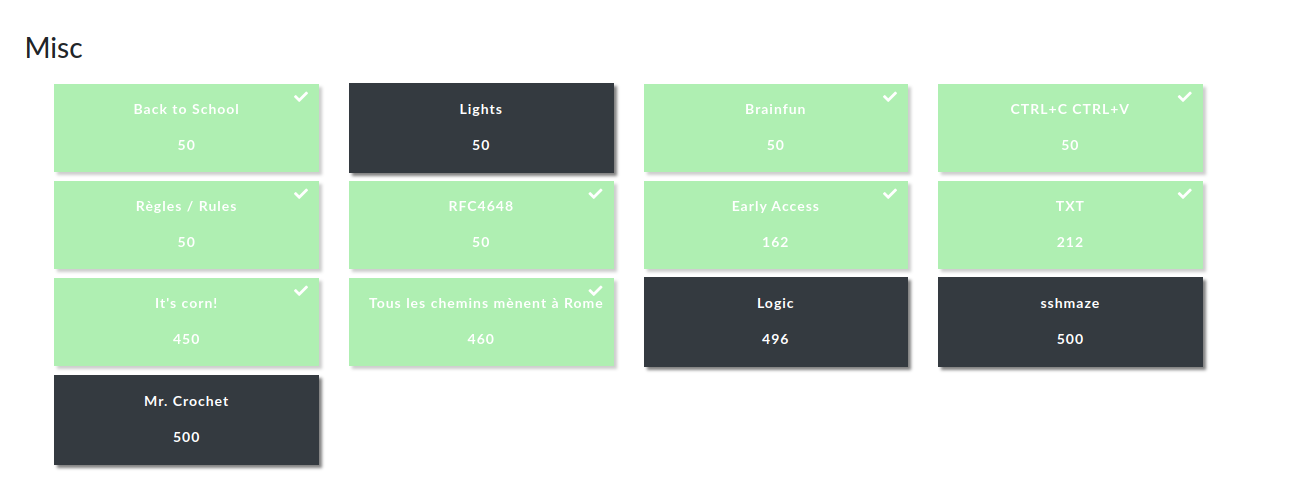 Misc
Back to School
50
Lights
50
Brainfun
50
CTRL+C CTRL+V
50
Règles / Rules
50
RFC4648
50
Early Access
162
TXT
212
It's corn!
450
Tous les chemins mènent à Rome
460
Logic
496
sshmaze
500
Mr. Crochet
500